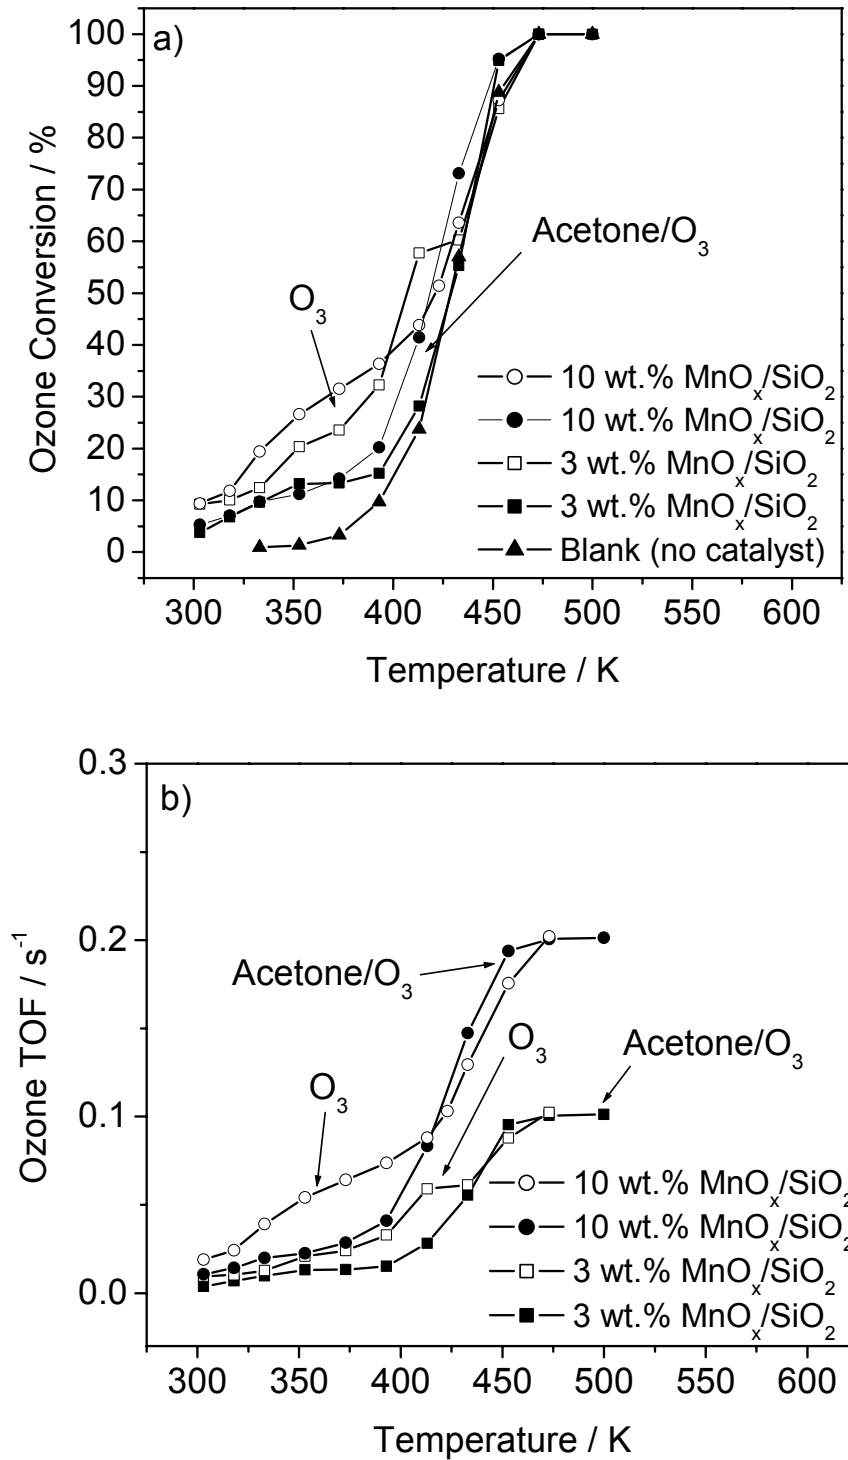 a)
100
90
80
70
60
50
40
30
20
10
0
Ozone Conversion / %
Acetone/O₃
O₃
10 wt.% MnOₓ/SiO₂
10 wt.% MnOₓ/SiO₂
3 wt.% MnOₓ/SiO₂
3 wt.% MnOₓ/SiO₂
Blank (no catalyst)
300 350 400 450 500 550 600
Temperature / K
b)
0.3
0.2
0.1
0.0
Ozone TOF / s⁻¹
Acetone/O₃
O₃
Acetone/O₃
O₃
10 wt.% MnOₓ/SiO₂
10 wt.% MnOₓ/SiO₂
3 wt.% MnOₓ/SiO₂
3 wt.% MnOₓ/SiO₂
300 350 400 450 500 550 600
Temperature / K